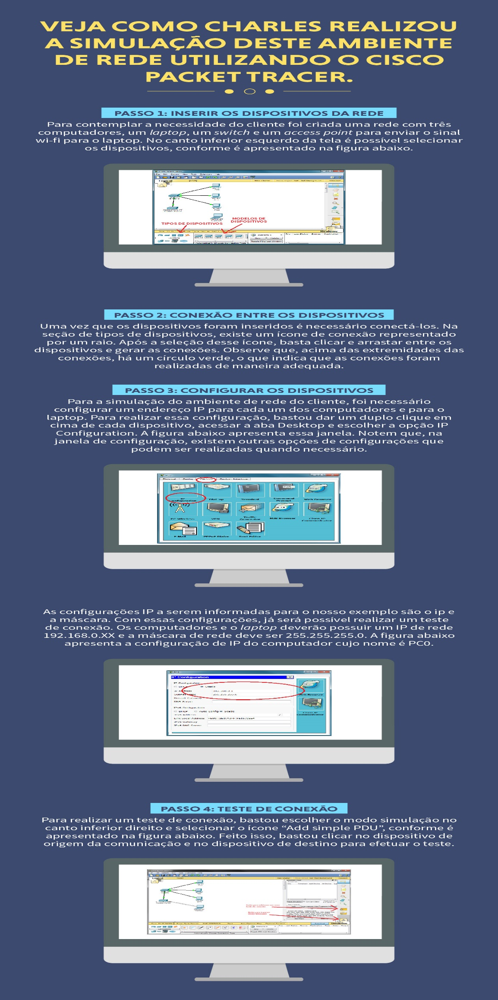 VEJA COMO CHARLES REALIZOU
A SIMULAÇÃO DESTE AMBIENTE
DE REDE UTILIZANDO O CISCO
PACKET TRACER.
PASSO 1: INSERIR OS DISPOSITIVOS DA REDE
Para contemplar a necessidade do cliente foi criada uma rede com três
computadores, um laptop, um switch e um access point para enviar o sinal
wi-fi para o laptop. No canto inferior esquerdo da tela é possível selecionar
os dispositivos, conforme é apresentado na figura abaixo.
Logical
MODELOS DE
DISPOSITIVOS
TIPOS DE DISPOSITIVOS
Realtime
PASSO 2: CONEXÃO ENTRE OS DISPOSITIVOS
Uma vez que os dispositivos foram inseridos é necessário conectá-los. Na
seção de tipos de dispositivos, existe um ícone de conexão representado
por um raio. Após a seleção desse ícone, basta clicar e arrastar entre os
dispositivos e gerar as conexões. Observe que, acima das extremidades das
conexões, há um círculo verde, o que indica que as conexões foram
realizadas de maneira adequada.
PASSO 3: CONFIGURAR OS DISPOSITIVOS
Para a simulação do ambiente de rede do cliente, foi necessário
configurar um endereço IP para cada um dos computadores e para o
laptop. Para realizar essa configuração, bastou dar um duplo clique em
cima de cada dispositivo, acessar a aba Desktop e escolher a opção IP
Configuration. A figura abaixo apresenta essa janela. Notem que, na
janela de configuração, existem outras opções de configurações que
podem ser realizadas quando necessário.
Physical Config Desktop Custom Interface
IP Configuration Dial-up Terminal Command Prompt Web Browser
PC Wireless VPN Traffic Generator MIB Browser Cisco IP Communicator
E Mail PPPoE Dialer Text Editor
As configurações IP a serem informadas para o nosso exemplo são o ip e
a máscara. Com essas configurações, já será possível realizar um teste
de conexão. Os computadores e o laptop deverão possuir um IP de rede
192.168.0.XX e a máscara de rede deve ser 255.255.255.0. A figura abaixo
apresenta a configuração de IP do computador cujo nome é PC0.
PC0
IP Configuration
IP Configuration
DHCP Static
IP Address 192.168.0.1
Subnet Mask 255.255.255.0
Default Gateway
DNS Server
IPv6 Configuration
DHCP Auto Config Static
IPv6 Address /
Link Local Address
IPv6 Gateway
IPv6 DNS Server
Web Browser
Cisco IP
Communicator
PASSO 4: TESTE DE CONEXÃO
Para realizar um teste de conexão, bastou escolher o modo simulação no
canto inferior direito e selecionar o ícone “Add simple PDU”, conforme é
apresentado na figura abaixo. Feito isso, bastou clicar no dispositivo de
origem da comunicação e no dispositivo de destino para efetuar o teste.
Logical
Simulation